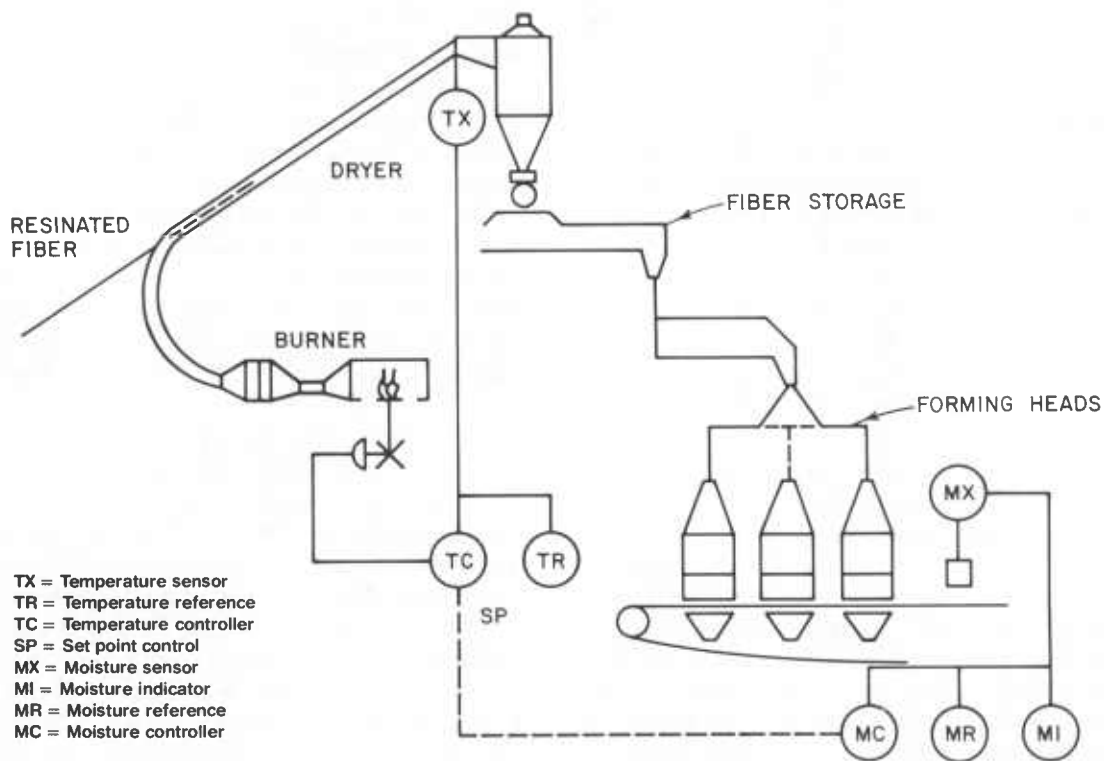 TX
DRYER
RESINATED
FIBER
FIBER STORAGE
BURNER
FORMING HEADS
MX
TC
TR
SP
TX = Temperature sensor
TR = Temperature reference
TC = Temperature controller
SP = Set point control
MX = Moisture sensor
MI = Moisture indicator
MR = Moisture reference
MC = Moisture controller
MC
MR
MI